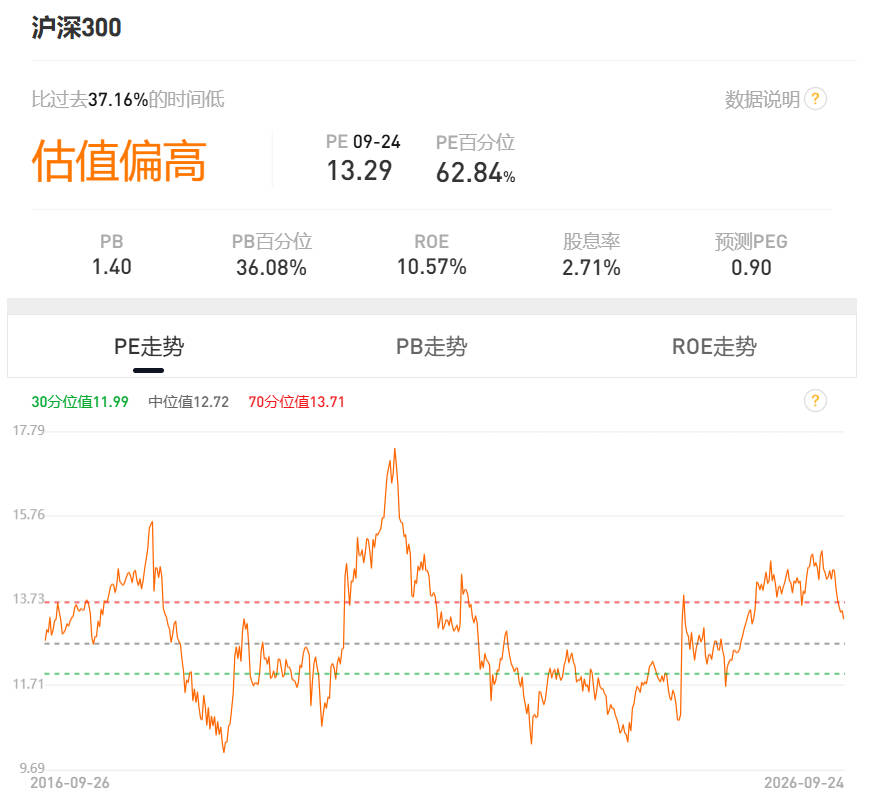 沪深300
比过去37.16%的时间低
数据说明 ?
估值偏高
PE 09-24
PE百分位
13.29
62.84%
PB
PB百分位
ROE
股息率
预测PEG
1.40
36.08%
10.57%
2.71%
0.90
PE走势
PB走势
ROE走势
30分位值11.99 中位值12.72 70分位值13.71
?
17.79
15.76
13.73
11.71
9.69
2016-09-26
2026-09-24